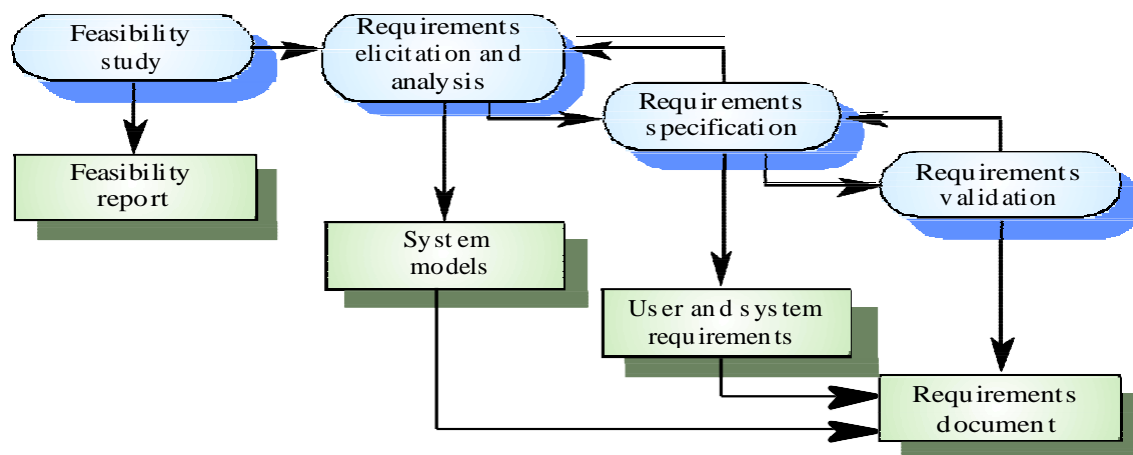 Feasibility
study
Requirements
elicitation and
analysis
Requirements
specification
Requirements
validation
Feasibility
report
System
models
User and system
requirements
Requirements
document